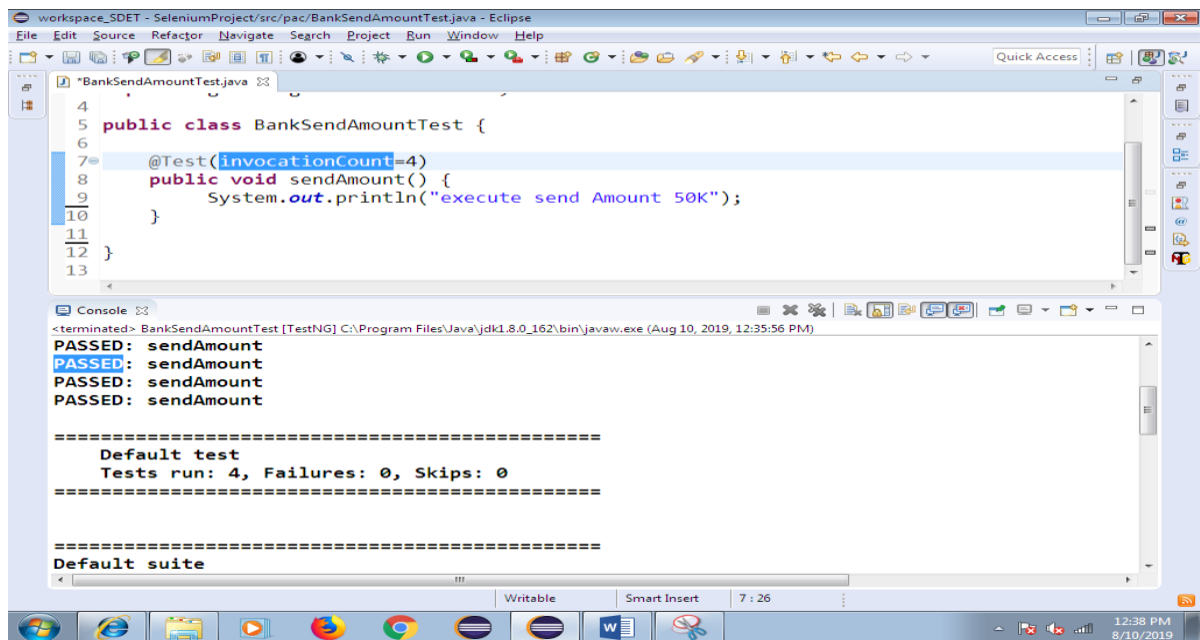 workspace_SDET - SeleniumProject/src/pac/BankSendAmountTest.java - Eclipse
File Edit Source Refactor Navigate Search Project Run Window Help
Quick Access
*BankSendAmountTest.java
4
5 public class BankSendAmountTest {
6
7 @Test(invocationCount=4)
8 public void sendAmount() {
9 System.out.println("execute send Amount 50K");
10 }
11
12 }
13
Console
<terminated> BankSendAmountTest [TestNG] C:\Program Files\Java\jdk1.8.0_162\bin\javaw.exe (Aug 10, 2019, 12:35:56 PM)
PASSED: sendAmount
PASSED: sendAmount
PASSED: sendAmount
PASSED: sendAmount
===============================================
Default test
Tests run: 4, Failures: 0, Skips: 0
===============================================
===============================================
Default suite
Writable Smart Insert 7 : 26
12:38 PM
8/10/2019